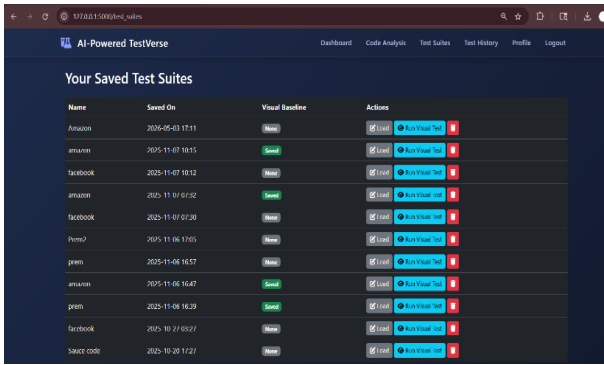 127.0.0.1:5000/test_suites
AI-Powered TestVerse Dashboard Code Analysis Test Suites Test History Profile Logout
Your Saved Test Suites
Name Saved On Visual Baseline Actions
Amazon 2026-05-03 17:11 None Load Run Visual Test
amazon 2025-11-07 10:15 Saved Load Run Visual Test
facebook 2025-11-07 10:12 None Load Run Visual Test
amazon 2025-11-07 07:32 Saved Load Run Visual Test
facebook 2025-11-07 07:30 None Load Run Visual Test
Prem2 2025-11-06 17:05 None Load Run Visual Test
prem 2025-11-06 16:57 None Load Run Visual Test
amazon 2025-11-06 16:47 Saved Load Run Visual Test
prem 2025-11-06 16:39 Saved Load Run Visual Test
facebook 2025-10-27 03:27 None Load Run Visual Test
Sauce code 2025-10-20 17:27 None Load Run Visual Test